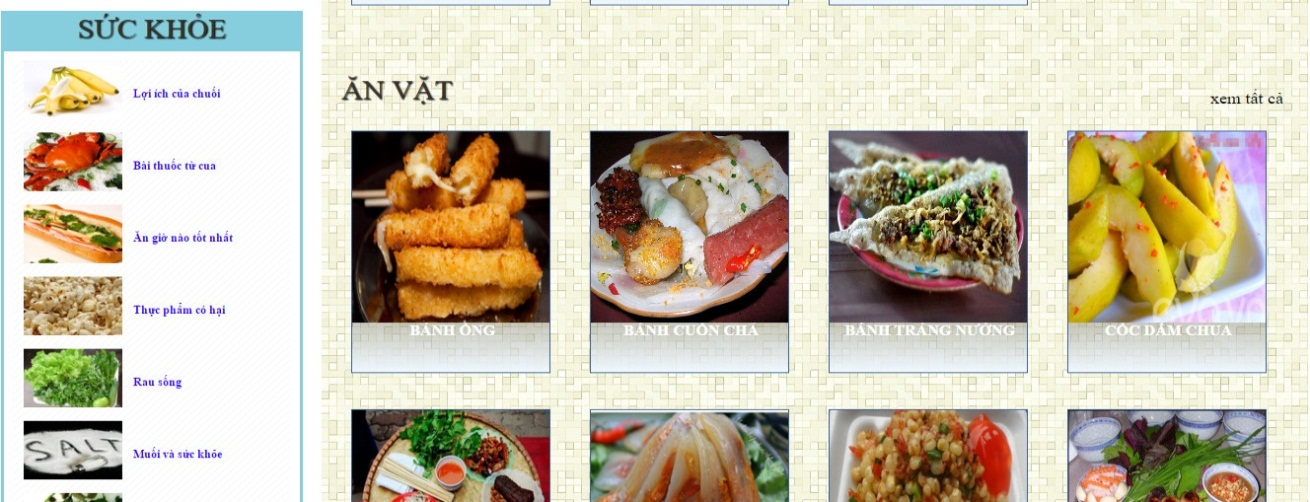 SỨC KHỎE
Lợi ích của chuối
Bài thuốc từ cua
Ăn giờ nào tốt nhất
Thực phẩm có hại
Rau sống
SALT
Muối và sức khỏe
ĂN VẶT
xem tất cả
BÁNH ỐNG
BÁNH CUỐN CHẢ
BÁNH TRÁNG NƯỚNG
CÓC DẦM CHUA